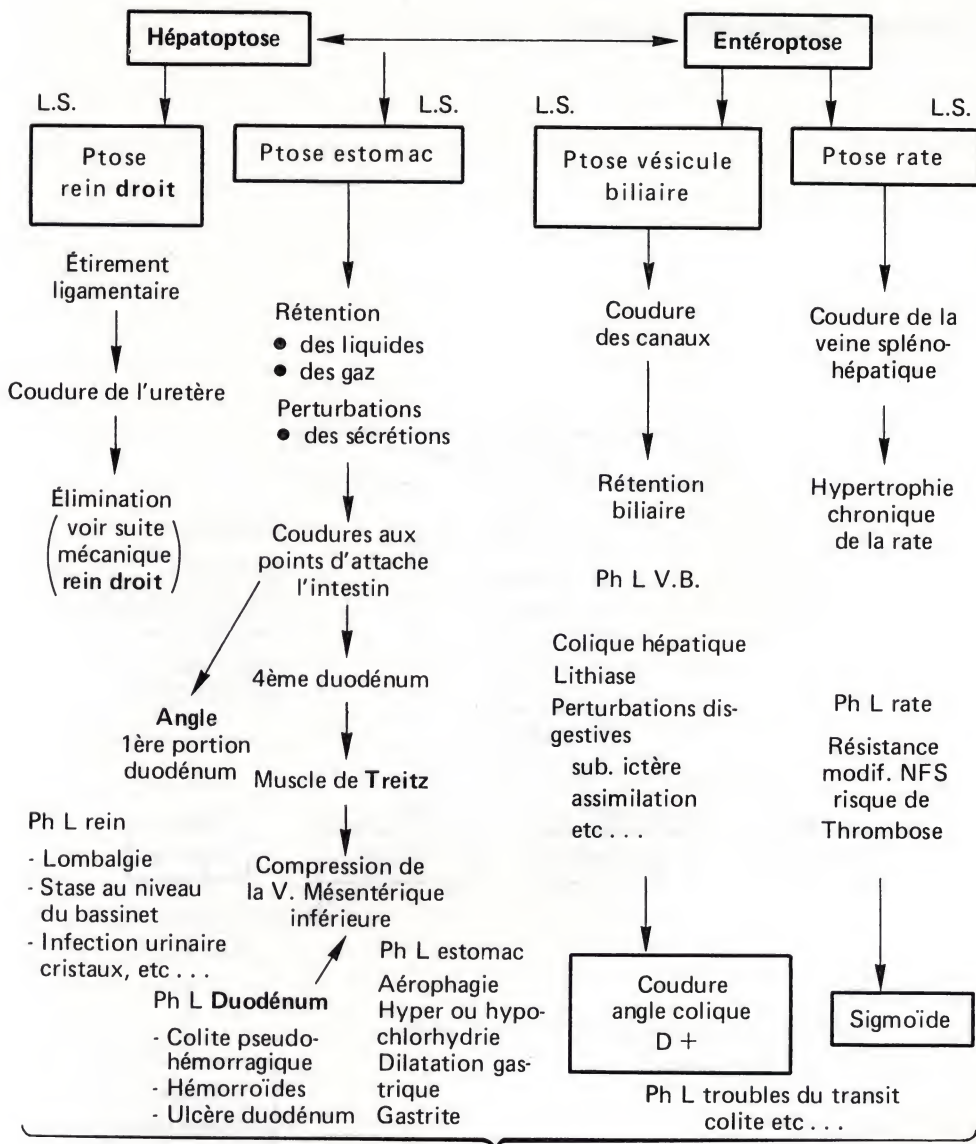 Hépatoptose
Entéroptose
L.S.
L.S.
L.S.
L.S.
Ptose
rein droit
Ptose estomac
Ptose vésicule
biliaire
Ptose rate
Étirement
ligamentaire
Coudure de l'uretère
Élimination
( voir suite
mécanique
rein droit )
Rétention
● des liquides
● des gaz
Perturbations
● des sécrétions
Coudures aux
points d'attache
l'intestin
4ème duodénum
Angle
1ère portion
duodénum
Muscle de Treitz
Compression de
la V. Mésentérique
inférieure
Ph L rein
- Lombalgie
- Stase au niveau
du bassinet
- Infection urinaire
cristaux, etc . . .
Ph L Duodénum
- Colite pseudo-
hémorragique
- Hémorroïdes
- Ulcère duodénum
Ph L estomac
Aérophagie
Hyper ou hypo-
chlorhydrie
Dilatation gas-
trique
Gastrite
Coudure
des canaux
Rétention
biliaire
Ph L V.B.
Colique hépatique
Lithiase
Perturbations dis-
gestives
sub. ictère
assimilation
etc . . .
Coudure
angle colique
D +
Coudure de la
veine spléno-
hépatique
Hypertrophie
chronique
de la rate
Ph L rate
Résistance
modif. NFS
risque de
Thrombose
Sigmoïde
Ph L troubles du transit
colite etc . . .